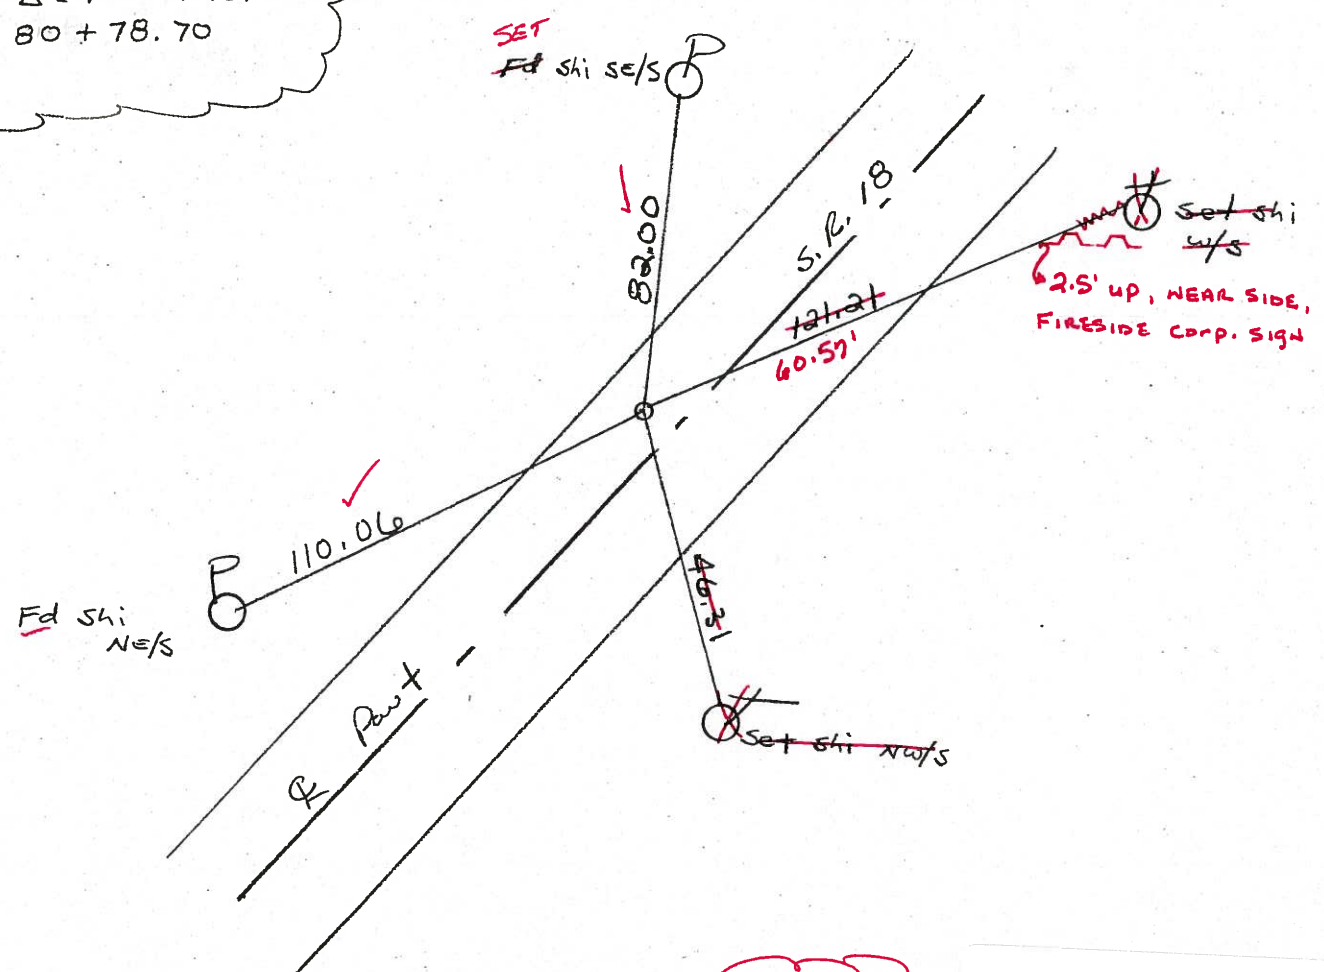 80 + 78.70
SET
Fd shi SE/S
82.00
S.R. 18
Set shi
W/S
121.21
60.57'
2.5' UP, NEAR SIDE,
FIRESIDE CORP. SIGN
110.06
Fd shi
NE/S
46.31
Set shi NW/S
℄ Pav't